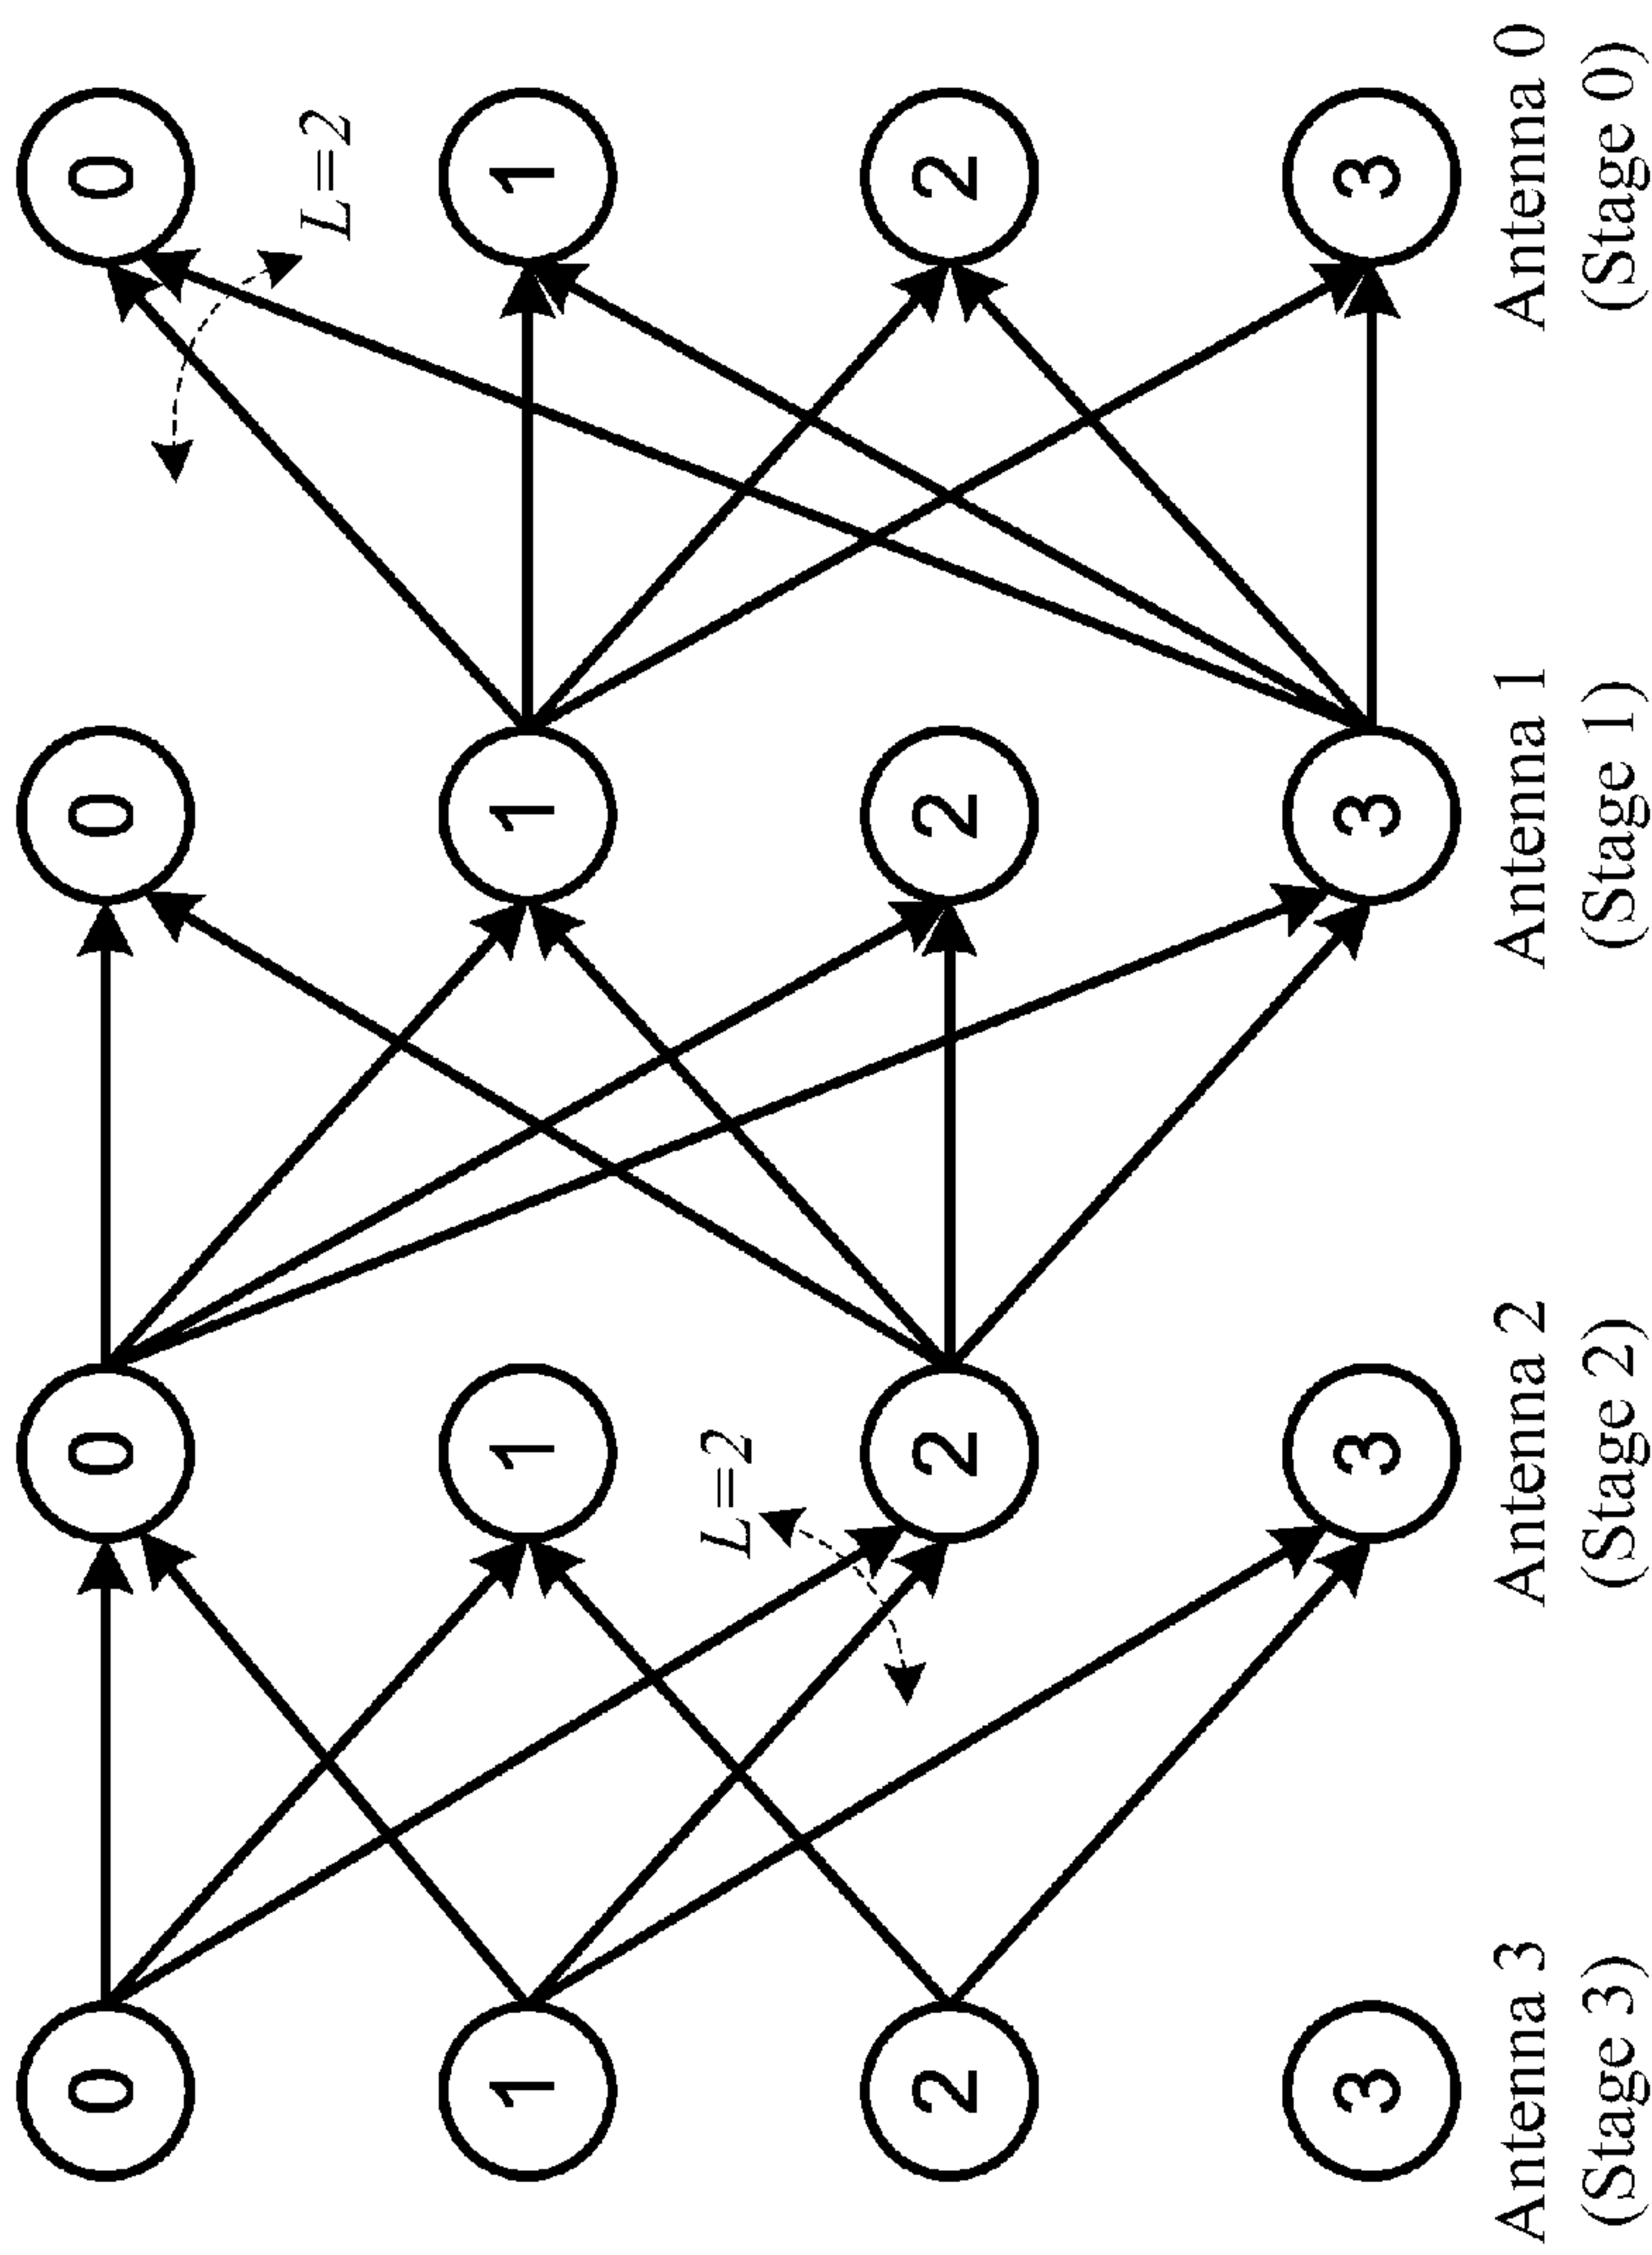 0 0 0 0
L=2
1 1 1 1
L=2
2 2 2 2
3 3 3 3
Antenna 3 Antenna 2 Antenna 1 Antenna 0
(Stage 3) (Stage 2) (Stage 1) (Stage 0)